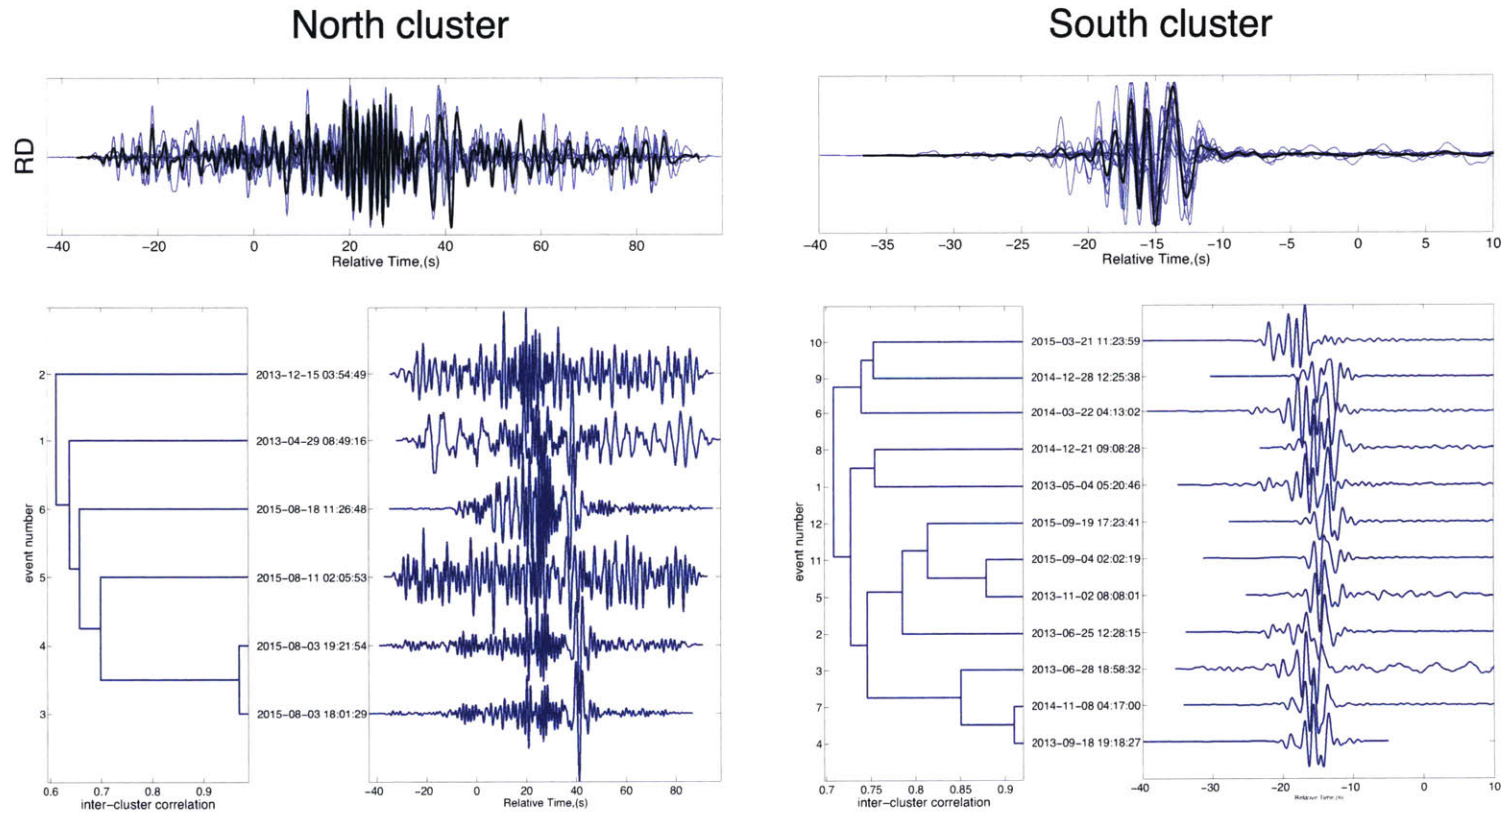 North cluster
South cluster
RD
−40 −20 0 20 40 60 80
Relative Time,(s)
−40 −35 −30 −25 −20 −15 −10 −5 0 5 10
Relative Time,(s)
event number
2 2013−12−15 03:54:49
1 2013−04−29 08:49:16
6 2015−08−18 11:26:48
5 2015−08−11 02:05:53
4 2015−08−03 19:21:54
3 2015−08−03 18:01:29
0.6 0.7 0.8 0.9
inter−cluster correlation
−40 −20 0 20 40 60 80
Relative Time,(s)
event number
10 2015−03−21 11:23:59
9 2014−12−28 12:25:38
6 2014−03−22 04:13:02
8 2014−12−21 09:08:28
1 2013−05−04 05:20:46
12 2015−09−19 17:23:41
11 2015−09−04 02:02:19
5 2013−11−02 08:08:01
2 2013−06−25 12:28:15
3 2013−06−28 18:58:32
7 2014−11−08 04:17:00
4 2013−09−18 19:18:27
0.7 0.75 0.8 0.85 0.9
inter−cluster correlation
−40 −30 −20 −10 0 10
Relative Time,(s)